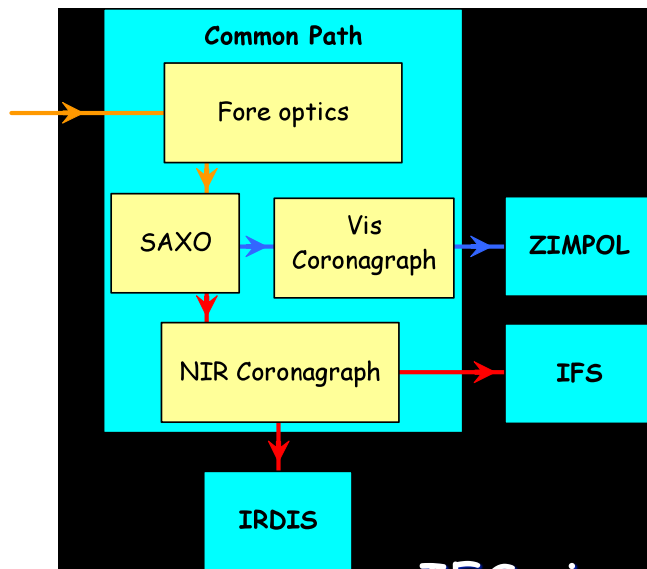 Common Path
Fore optics
SAXO
Vis
Coronagraph
ZIMPOL
NIR Coronagraph
IFS
IRDIS